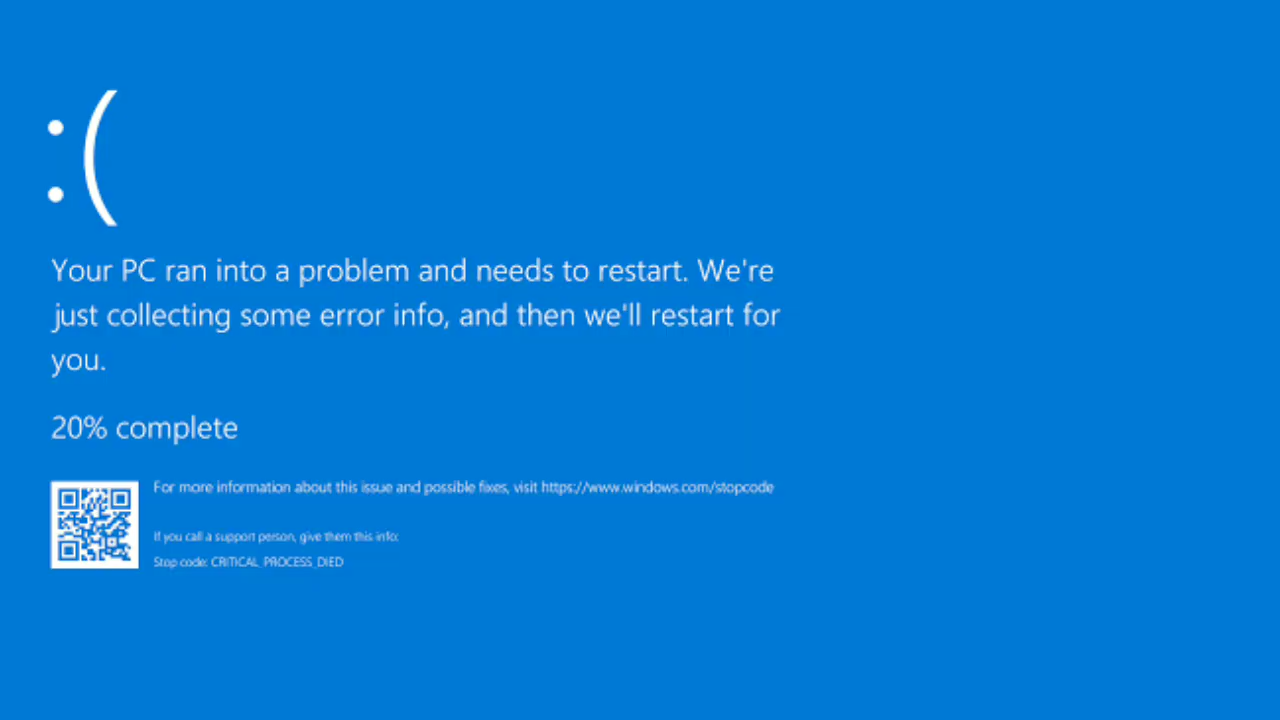 :(
Your PC ran into a problem and needs to restart. We're
just collecting some error info, and then we'll restart for
you.
20% complete
For more information about this issue and possible fixes, visit https://www.windows.com/stopcode
If you call a support person, give them this info:
Stop code: CRITICAL_PROCESS_DIED